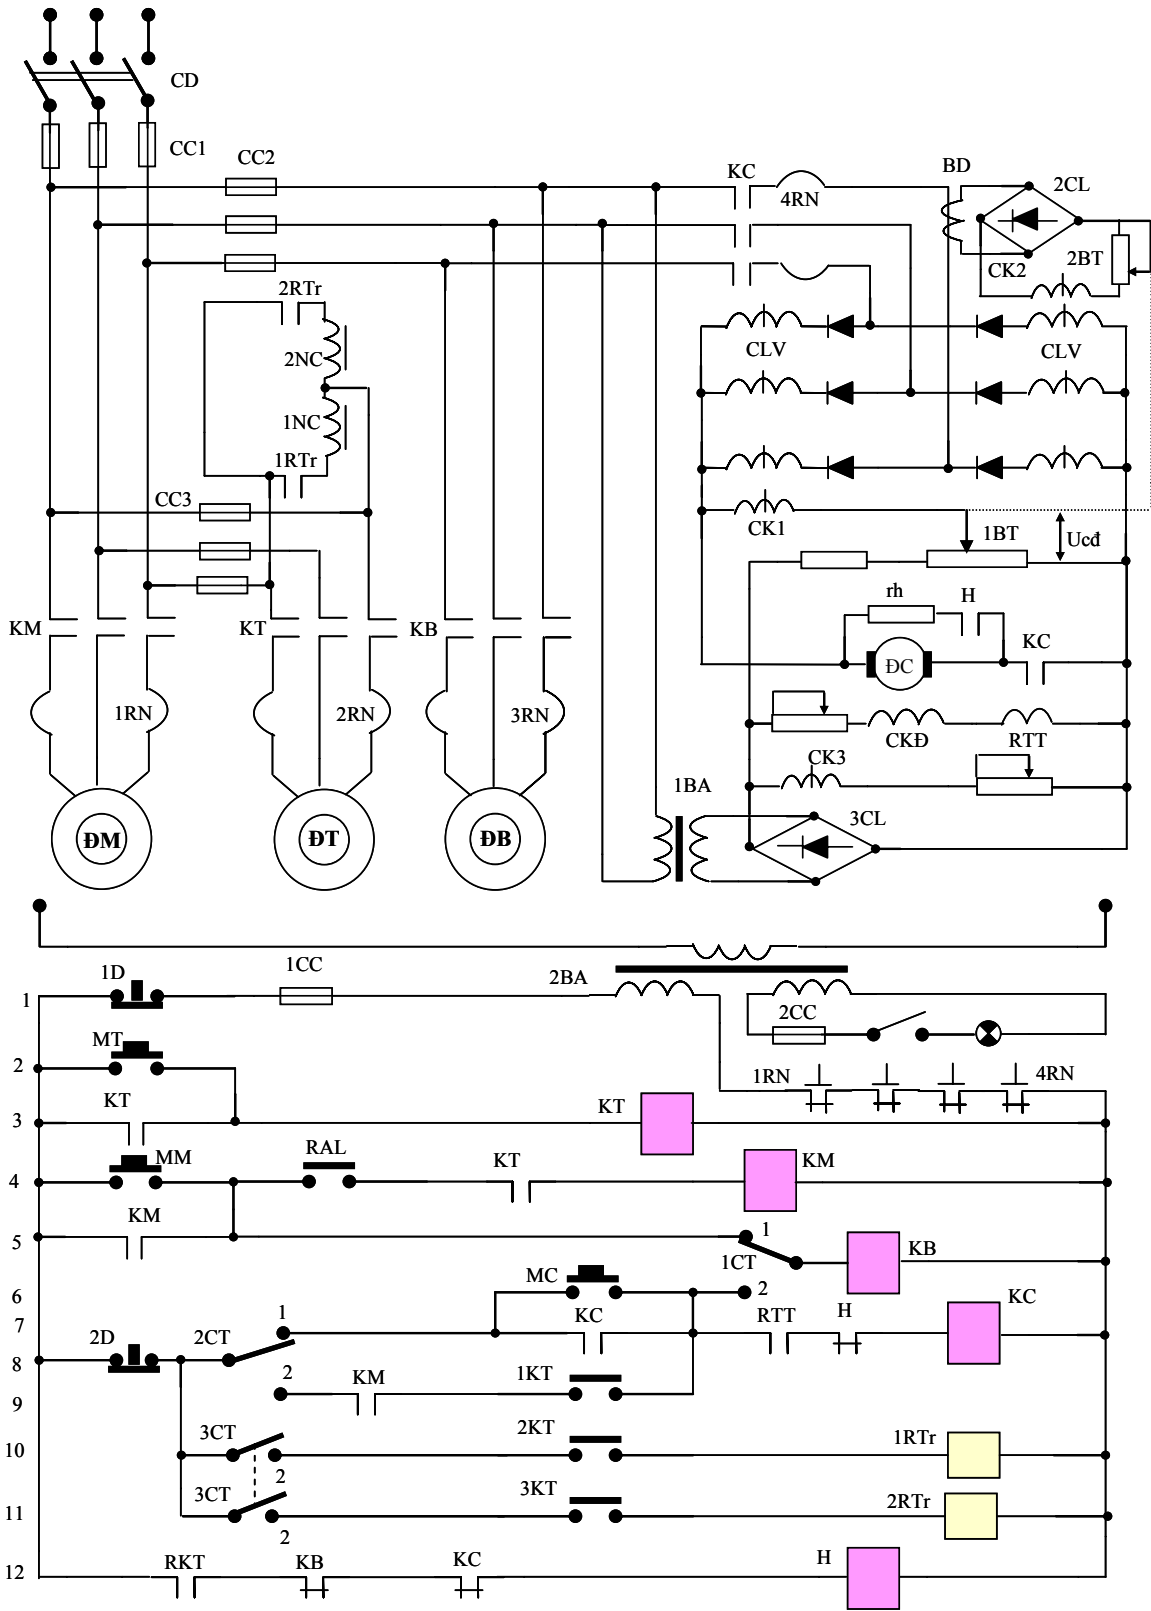 CD
CC1
CC2
KC
4RN
BD
2CL
CK2
2BT
2RTr
2NC
CLV
CLV
1NC
1RTr
CC3
CK1
1BT
Ucđ
rh
H
KM
KT
KB
KC
ĐC
1RN
2RN
3RN
CKĐ
RTT
CK3
1BA
3CL
ĐM
ĐT
ĐB
1
1D
1CC
2BA
2CC
2
MT
1RN
4RN
3
KT
KT
4
MM
RAL
KT
KM
5
KM
1
1CT
KB
6
MC
2
7
1
KC
RTT
H
KC
8
2D
2CT
9
2
KM
1KT
10
3CT
2
2KT
1RTr
11
3CT
2
3KT
2RTr
12
RKT
KB
KC
H